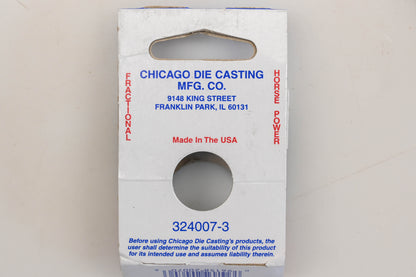 CHICAGO DIE CASTING
MFG. CO.
9148 KING STREET
FRANKLIN PARK, IL 60131
FRACTIONAL
HORSE POWER
Made In The USA
324007-3
Before using Chicago Die Casting's products, the
user shall determine the suitability of this product
for its intended use and assumes liability therein.